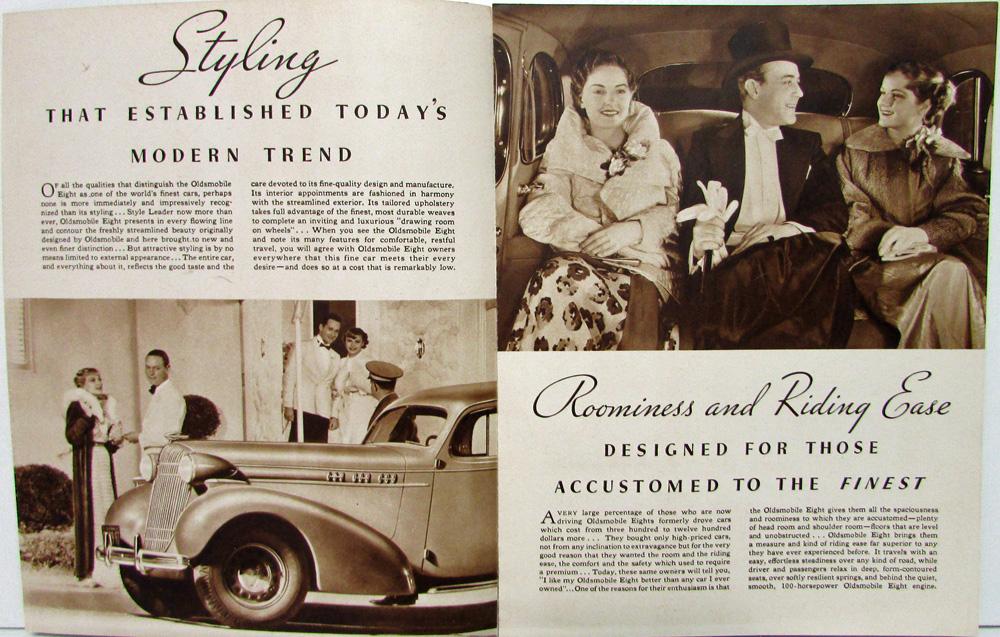 Styling
THAT ESTABLISHED TODAY'S
MODERN TREND
OF all the qualities that distinguish the Oldsmobile
Eight as one of the world's finest cars, perhaps
none is more immediately and impressively recog-
nized than its styling . . . Style Leader now more than
ever, Oldsmobile Eight presents in every flowing line
and contour the freshly streamlined beauty originally
designed by Oldsmobile and here brought to new and
even finer distinction . . . But attractive styling is by no
means limited to external appearance . . . The entire car,
and everything about it, reflects the good taste and the
care devoted to its fine-quality design and manufacture.
Its interior appointments are fashioned in harmony
with the streamlined exterior. Its tailored upholstery
takes full advantage of the finest, most durable weaves
to complete an inviting and luxurious "drawing room
on wheels" . . . When you see the Oldsmobile Eight
and note its many features for comfortable, restful
travel, you will agree with Oldsmobile Eight owners
everywhere that this fine car meets their every
desire—and does so at a cost that is remarkably low.
Roominess and Riding Ease
DESIGNED FOR THOSE
ACCUSTOMED TO THE FINEST
A VERY large percentage of those who are now
driving Oldsmobile Eights formerly drove cars
which cost from three hundred to twelve hundred
dollars more . . . They bought only high-priced cars,
not from any inclination to extravagance but for the very
good reason that they wanted the room and the riding
ease, the comfort and the safety which used to require
a premium . . . Today, these same owners will tell you,
"I like my Oldsmobile Eight better than any car I ever
owned" . . . One of the reasons for their enthusiasm is that
the Oldsmobile Eight gives them all the spaciousness
and roominess to which they are accustomed—plenty
of head room and shoulder room—floors that are level
and unobstructed . . . Oldsmobile Eight brings them
a measure and kind of riding ease far superior to any
they have ever experienced before. It travels with an
easy, effortless steadiness over any kind of road, while
driver and passengers relax in deep, form-contoured
seats, over softly resilient springs, and behind the quiet,
smooth, 100-horsepower Oldsmobile Eight engine.